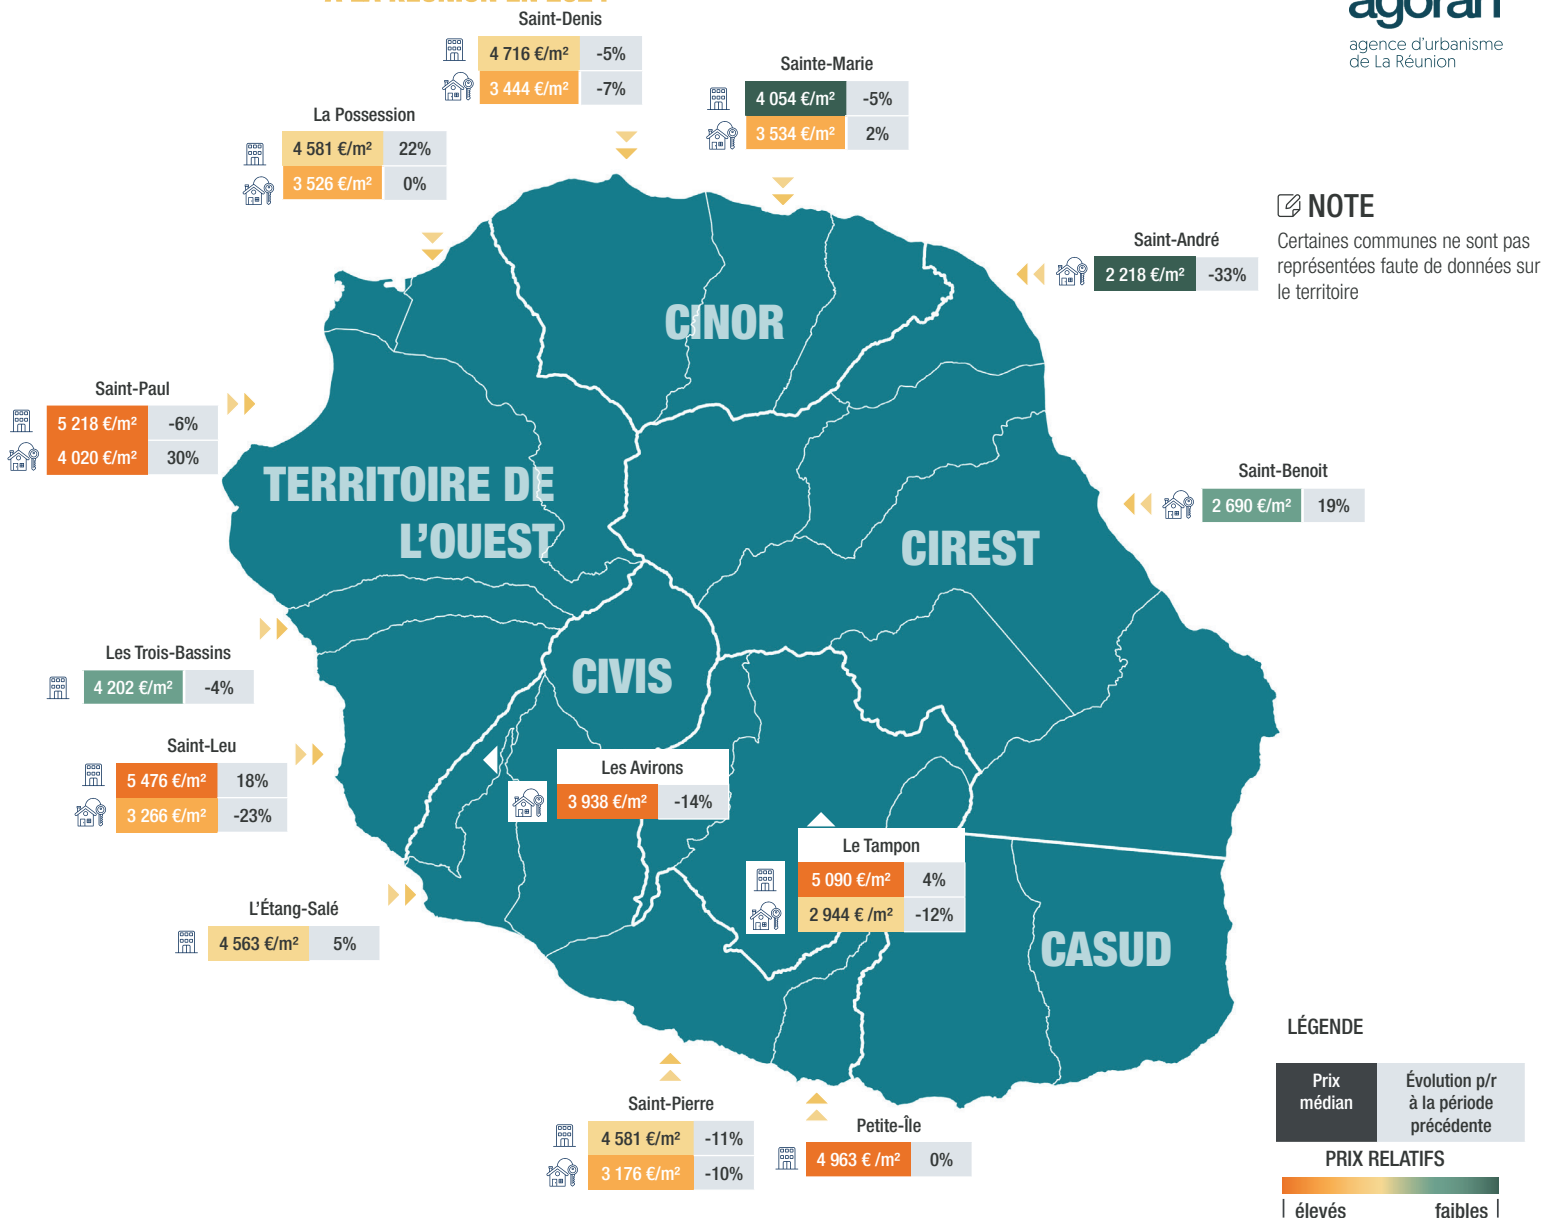 À LA RÉUNION EN 2024
agorah
agence d'urbanisme
de La Réunion
Saint-Denis
4 716 €/m² -5%
3 444 €/m² -7%
Sainte-Marie
4 054 €/m² -5%
3 534 €/m² 2%
La Possession
4 581 €/m² 22%
3 526 €/m² 0%
NOTE
Certaines communes ne sont pas
représentées faute de données sur
le territoire
Saint-André
2 218 €/m² -33%
CINOR
Saint-Paul
5 218 €/m² -6%
4 020 €/m² 30%
TERRITOIRE DE
L'OUEST
Saint-Benoit
2 690 €/m² 19%
CIREST
Les Trois-Bassins
4 202 €/m² -4%
CIVIS
Saint-Leu
5 476 €/m² 18%
3 266 €/m² -23%
Les Avirons
3 938 €/m² -14%
Le Tampon
5 090 €/m² 4%
2 944 € /m² -12%
L'Étang-Salé
4 563 €/m² 5%
CASUD
Saint-Pierre
4 581 €/m² -11%
3 176 €/m² -10%
Petite-Île
4 963 € /m² 0%
LÉGENDE
Prix
médian
Évolution p/r
à la période
précédente
PRIX RELATIFS
élevés faibles